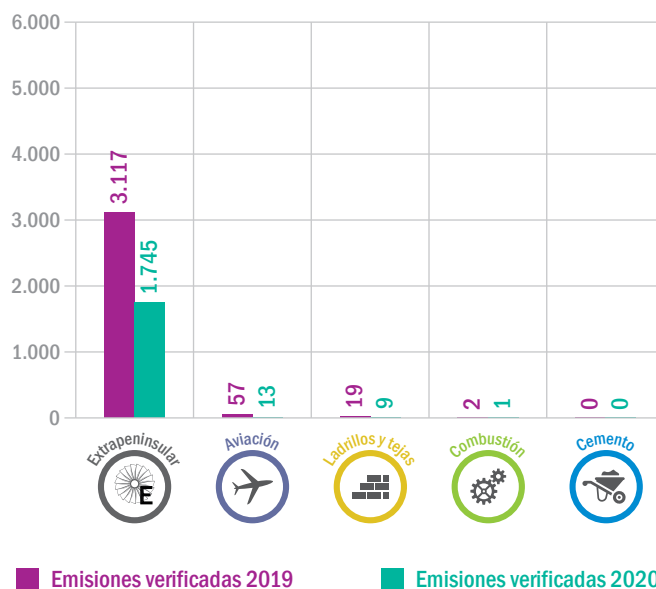 6.000
5.000
4.000
3.000
2.000
1.000
0
3.117
1.745
57
13
19
9
2
1
0
0
Extrapeninsular
Aviación
Ladrillos y tejas
Combustión
Cemento
E
Emisiones verificadas 2019
Emisiones verificadas 2020